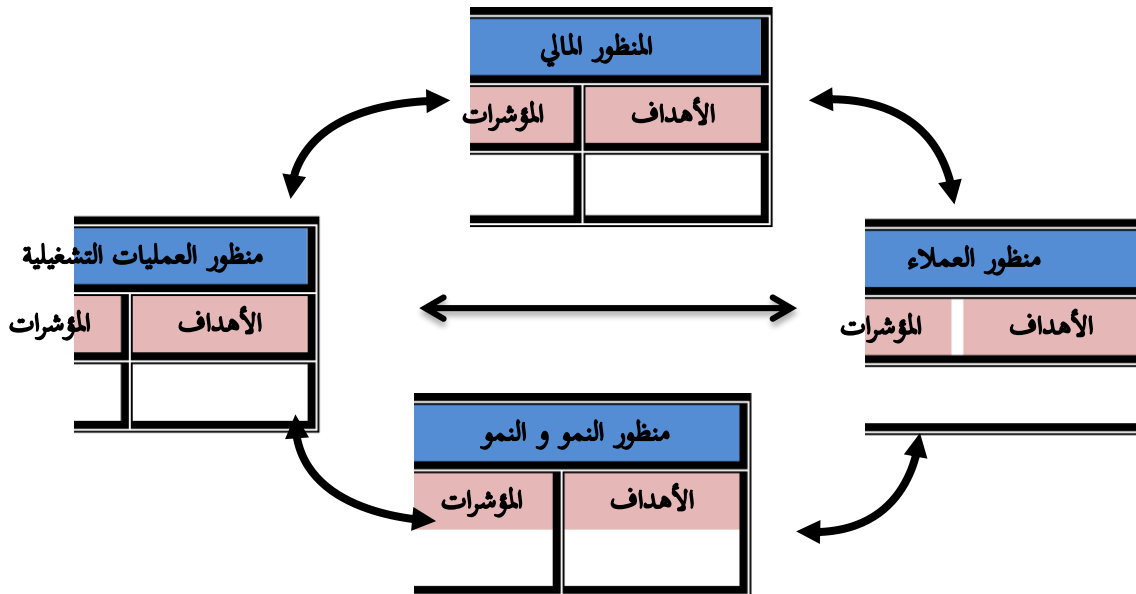 المنظور المالي
الأهداف المؤشرات
منظور العملاء
الأهداف المؤشرات
منظور العمليات التشغيلية
الأهداف المؤشرات
منظور النمو و النمو
الأهداف المؤشرات